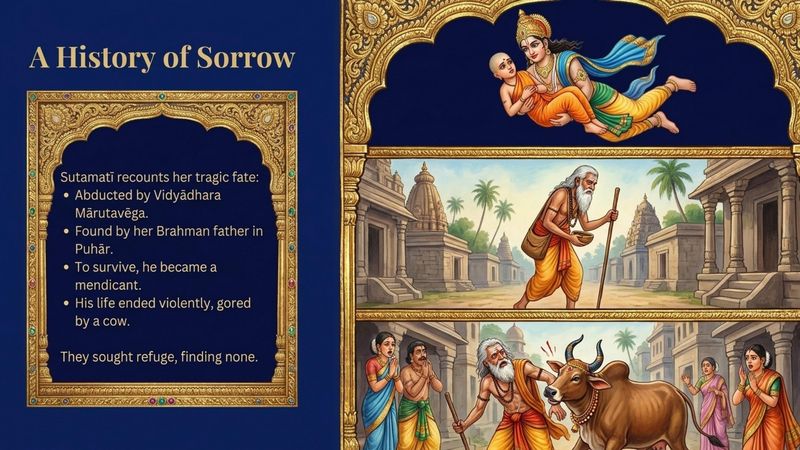 A History of Sorrow
Sutamatī recounts her tragic fate:
• Abducted by Vidyādhara
Mārutavēga.
• Found by her Brahman father in
Puhār.
• To survive, he became a
mendicant.
• His life ended violently, gored
by a cow.
They sought refuge, finding none.